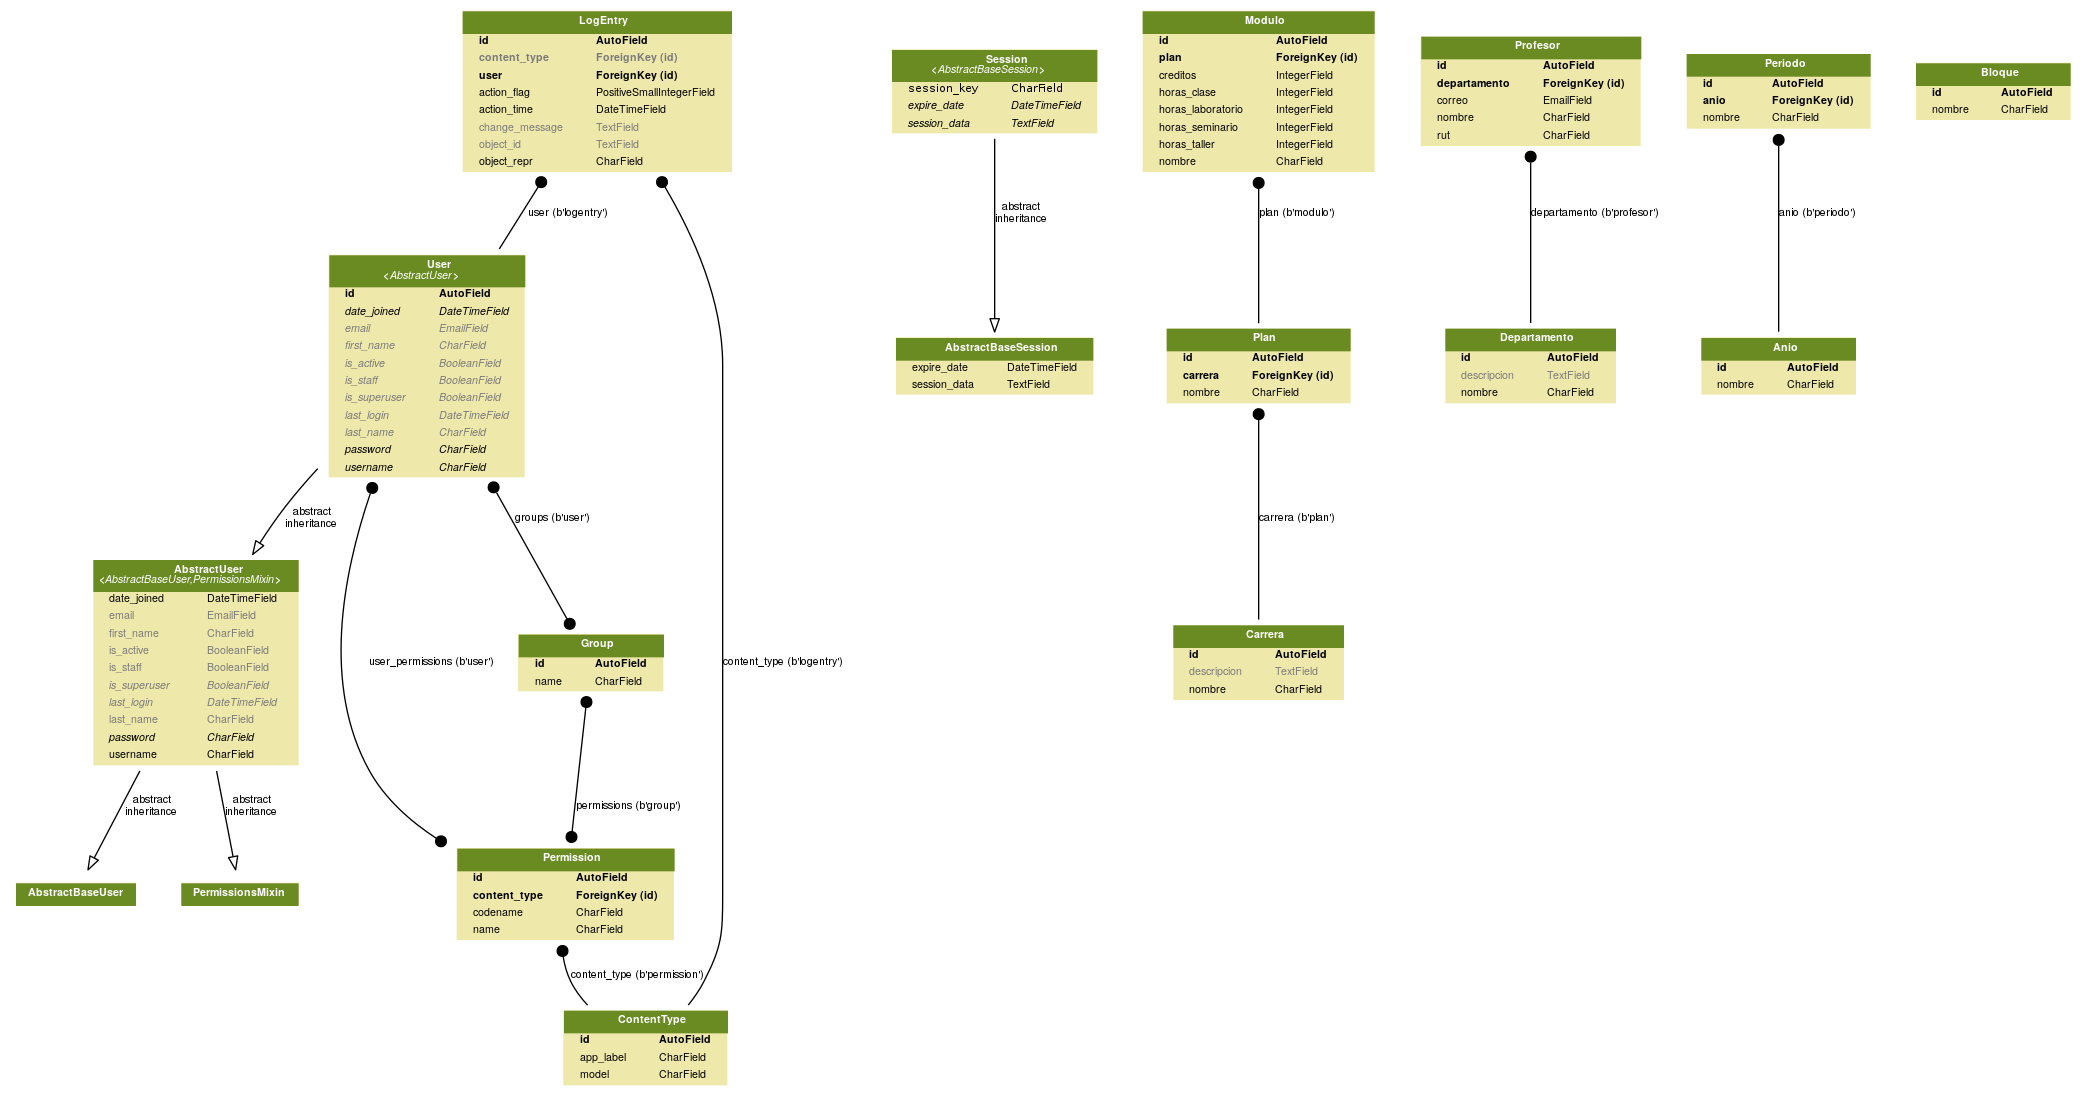 LogEntry
id AutoField
content_type ForeignKey (id)
user ForeignKey (id)
action_flag PositiveSmallIntegerField
action_time DateTimeField
change_message TextField
object_id TextField
object_repr CharField
Session
<AbstractBaseSession>
session_key CharField
expire_date DateTimeField
session_data TextField
Modulo
id AutoField
plan ForeignKey (id)
creditos IntegerField
horas_clase IntegerField
horas_laboratorio IntegerField
horas_seminario IntegerField
horas_taller IntegerField
nombre CharField
Profesor
id AutoField
departamento ForeignKey (id)
correo EmailField
nombre CharField
rut CharField
Periodo
id AutoField
anio ForeignKey (id)
nombre CharField
Bloque
id AutoField
nombre CharField
user (b'logentry')
abstract
inheritance
plan (b'modulo')
departamento (b'profesor')
anio (b'periodo')
User
<AbstractUser>
id AutoField
date_joined DateTimeField
email EmailField
first_name CharField
is_active BooleanField
is_staff BooleanField
is_superuser BooleanField
last_login DateTimeField
last_name CharField
password CharField
username CharField
AbstractBaseSession
expire_date DateTimeField
session_data TextField
Plan
id AutoField
carrera ForeignKey (id)
nombre CharField
Departamento
id AutoField
descripcion TextField
nombre CharField
Anio
id AutoField
nombre CharField
abstract
inheritance
groups (b'user')
carrera (b'plan')
AbstractUser
<AbstractBaseUser,PermissionsMixin>
date_joined DateTimeField
email EmailField
first_name CharField
is_active BooleanField
is_staff BooleanField
is_superuser BooleanField
last_login DateTimeField
last_name CharField
password CharField
username CharField
user_permissions (b'user')
Group
id AutoField
name CharField
content_type (b'logentry')
Carrera
id AutoField
descripcion TextField
nombre CharField
abstract
inheritance
abstract
inheritance
permissions (b'group')
AbstractBaseUser
PermissionsMixin
Permission
id AutoField
content_type ForeignKey (id)
codename CharField
name CharField
content_type (b'permission')
ContentType
id AutoField
app_label CharField
model CharField